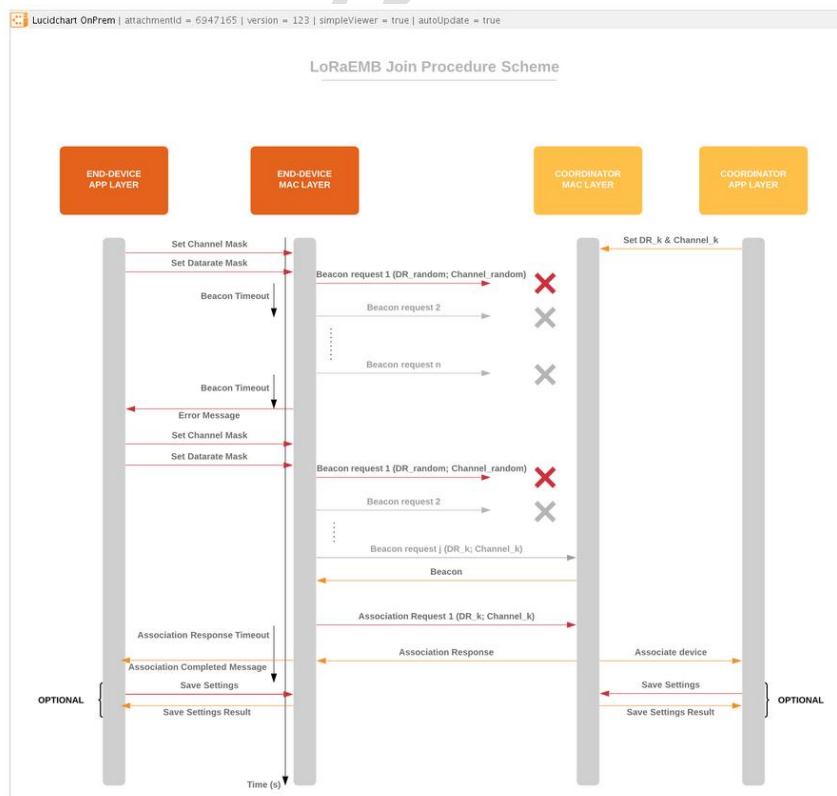 Lucidchart OnPrem | attachmentId = 6947165 | version = 123 | simpleViewer = true | autoUpdate = true
LoRaEMB Join Procedure Scheme
END-DEVICE
APP LAYER
END-DEVICE
MAC LAYER
COORDINATOR
MAC LAYER
COORDINATOR
APP LAYER
Set Channel Mask
Set DR_k & Channel_k
Set Datarate Mask
Beacon request 1 (DR_random; Channel_random)
Beacon Timeout
Beacon request 2
Beacon request n
Beacon Timeout
Error Message
Set Channel Mask
Set Datarate Mask
Beacon request 1 (DR_random; Channel_random)
Beacon request 2
Beacon request j (DR_k; Channel_k)
Beacon
Association Request 1 (DR_k; Channel_k)
Association Response Timeout
Association Response
Associate device
Association Completed Message
Save Settings
Save Settings
OPTIONAL
OPTIONAL
Save Settings Result
Save Settings Result
Time (s)